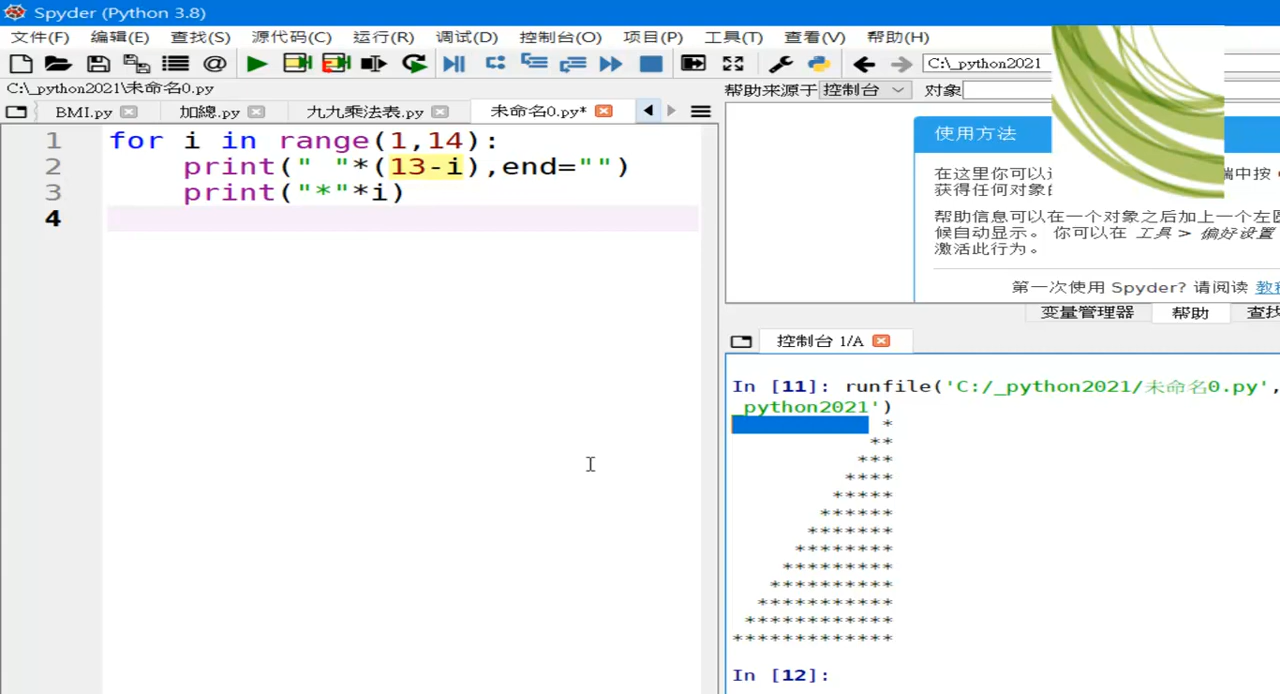 Spyder (Python 3.8)
文件(F) 编辑(E) 查找(S) 源代码(C) 运行(R) 调试(D) 控制台(O) 项目(P) 工具(T) 查看(V) 帮助(H)
C:\_python2021
C:\_python2021\未命名0.py
BMI.py 加總.py 九九乘法表.py 未命名0.py*
1 for i in range(1,14):
2 print(" "*(13-i),end="")
3 print("*"*i)
4
帮助来源于 控制台 对象
使用方法
在这里你可以 中按
获得任何对象
帮助信息可以在一个对象之后加上一个左
候自动显示。 你可以在 工具 > 偏好设置
激活此行为。
第一次使用 Spyder? 请阅读 教
变量管理器 帮助 查找
控制台 1/A
In [11]: runfile('C:/_python2021/未命名0.py',
_python2021')
*
**
***
****
*****
******
*******
********
*********
**********
***********
************
*************
In [12]: